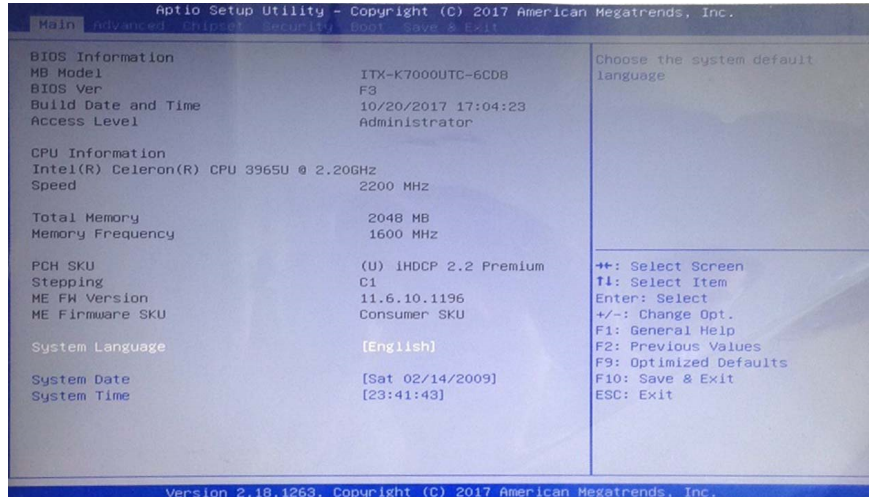 Aptio Setup Utility – Copyright (C) 2017 American Megatrends, Inc.
Main Advanced Chipset Security Boot Save & Exit
BIOS Information
MB Model ITX-K7000UTC-6CD8
BIOS Ver F3
Build Date and Time 10/20/2017 17:04:23
Access Level Administrator
CPU Information
Intel(R) Celeron(R) CPU 3965U @ 2.20GHz
Speed 2200 MHz
Total Memory 2048 MB
Memory Frequency 1600 MHz
PCH SKU (U) iHDCP 2.2 Premium
Stepping C1
ME FW Version 11.6.10.1196
ME Firmware SKU Consumer SKU
System Language [English]
System Date [Sat 02/14/2009]
System Time [23:41:43]
Choose the system default
language
→←: Select Screen
↑↓: Select Item
Enter: Select
+/-: Change Opt.
F1: General Help
F2: Previous Values
F9: Optimized Defaults
F10: Save & Exit
ESC: Exit
Version 2.18.1263. Copyright (C) 2017 American Megatrends, Inc.